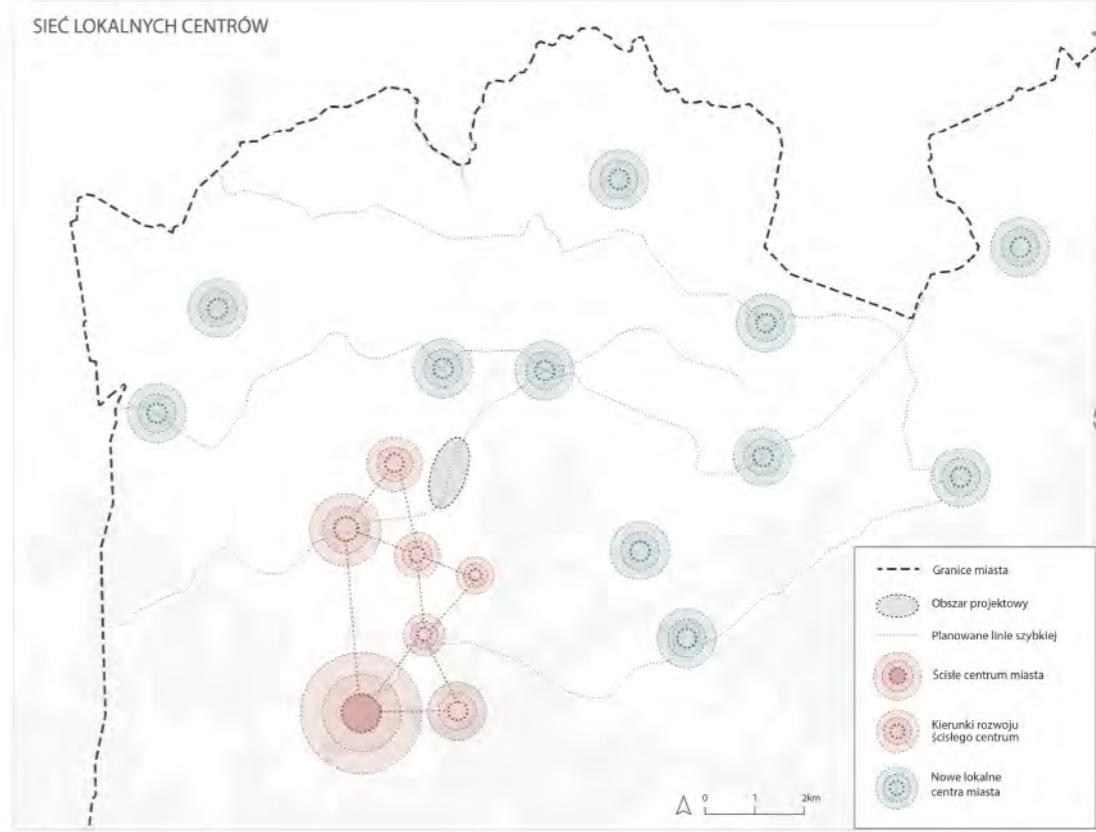 SIEĆ LOKALNYCH CENTRÓW
Granice miasta
Obszar projektowy
Planowane linie szybkiej
Ścisłe centrum miasta
Kierunki rozwoju
ścisłego centrum
Nowe lokalne
centra miasta
0 1 2km